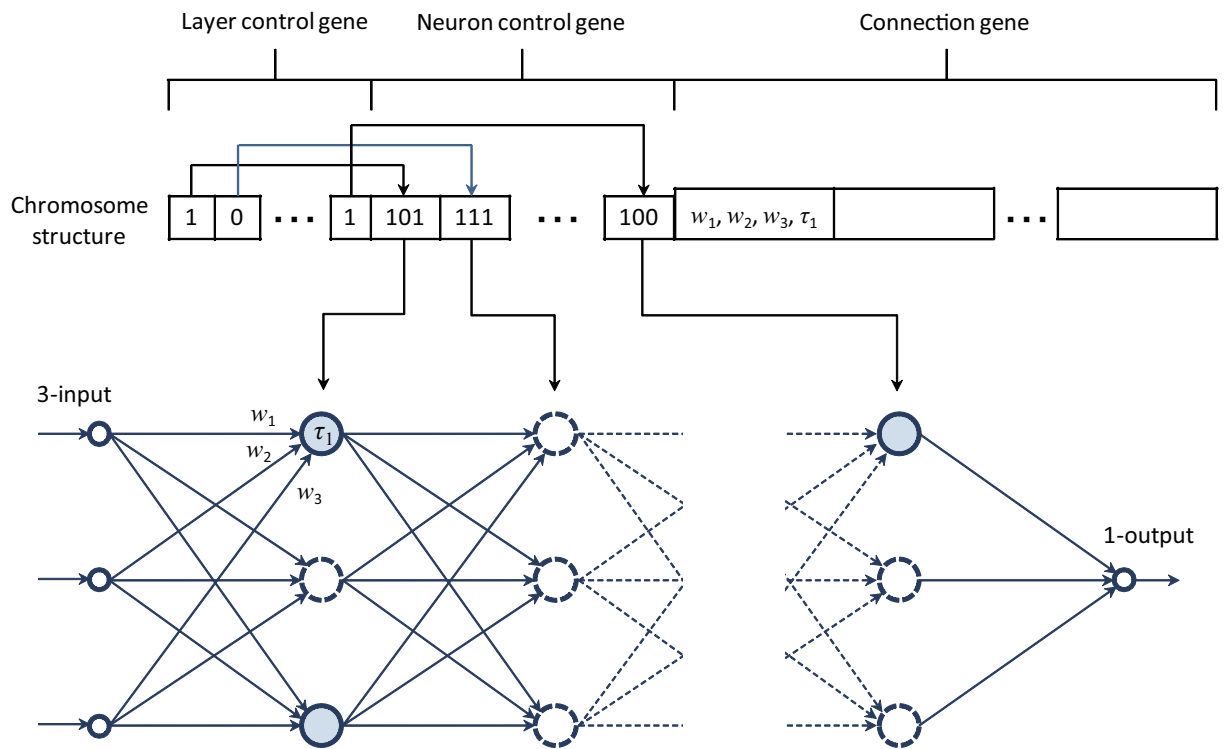 Layer control gene
Neuron control gene
Connection gene
Chromosome
structure
1 0 ••• 1 101 111 ••• 100 w₁, w₂, w₃, τ₁ •••
3-input
w₁
τ₁
w₂
w₃
1-output